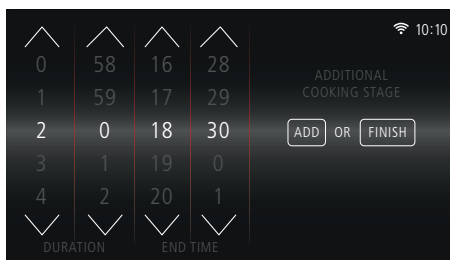 10:10
0 58 16 28
1 59 17 29
2 0 18 30
3 1 19 0
4 2 20 1
DURATION END TIME
ADDITIONAL
COOKING STAGE
ADD OR FINISH